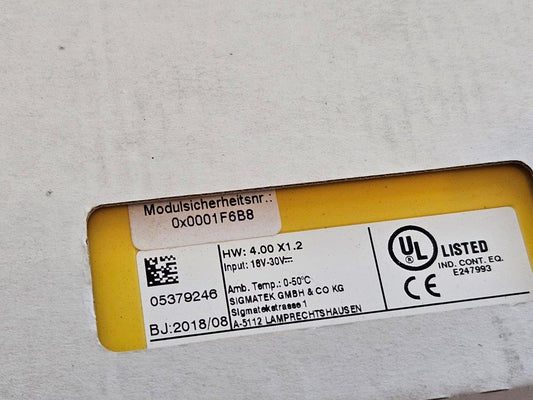 Modulsicherheitsnr.:
0x0001F6B8
HW: 4.00 X1.2
Input: 18V-30V⎓
Amb. Temp.: 0-50°C
SIGMATEK GMBH & CO KG
Sigmatekstrasse 1
A-5112 LAMPRECHTSHAUSEN
05379246
BJ:2018/08
UL
LISTED
IND. CONT. EQ.
E247993
CE